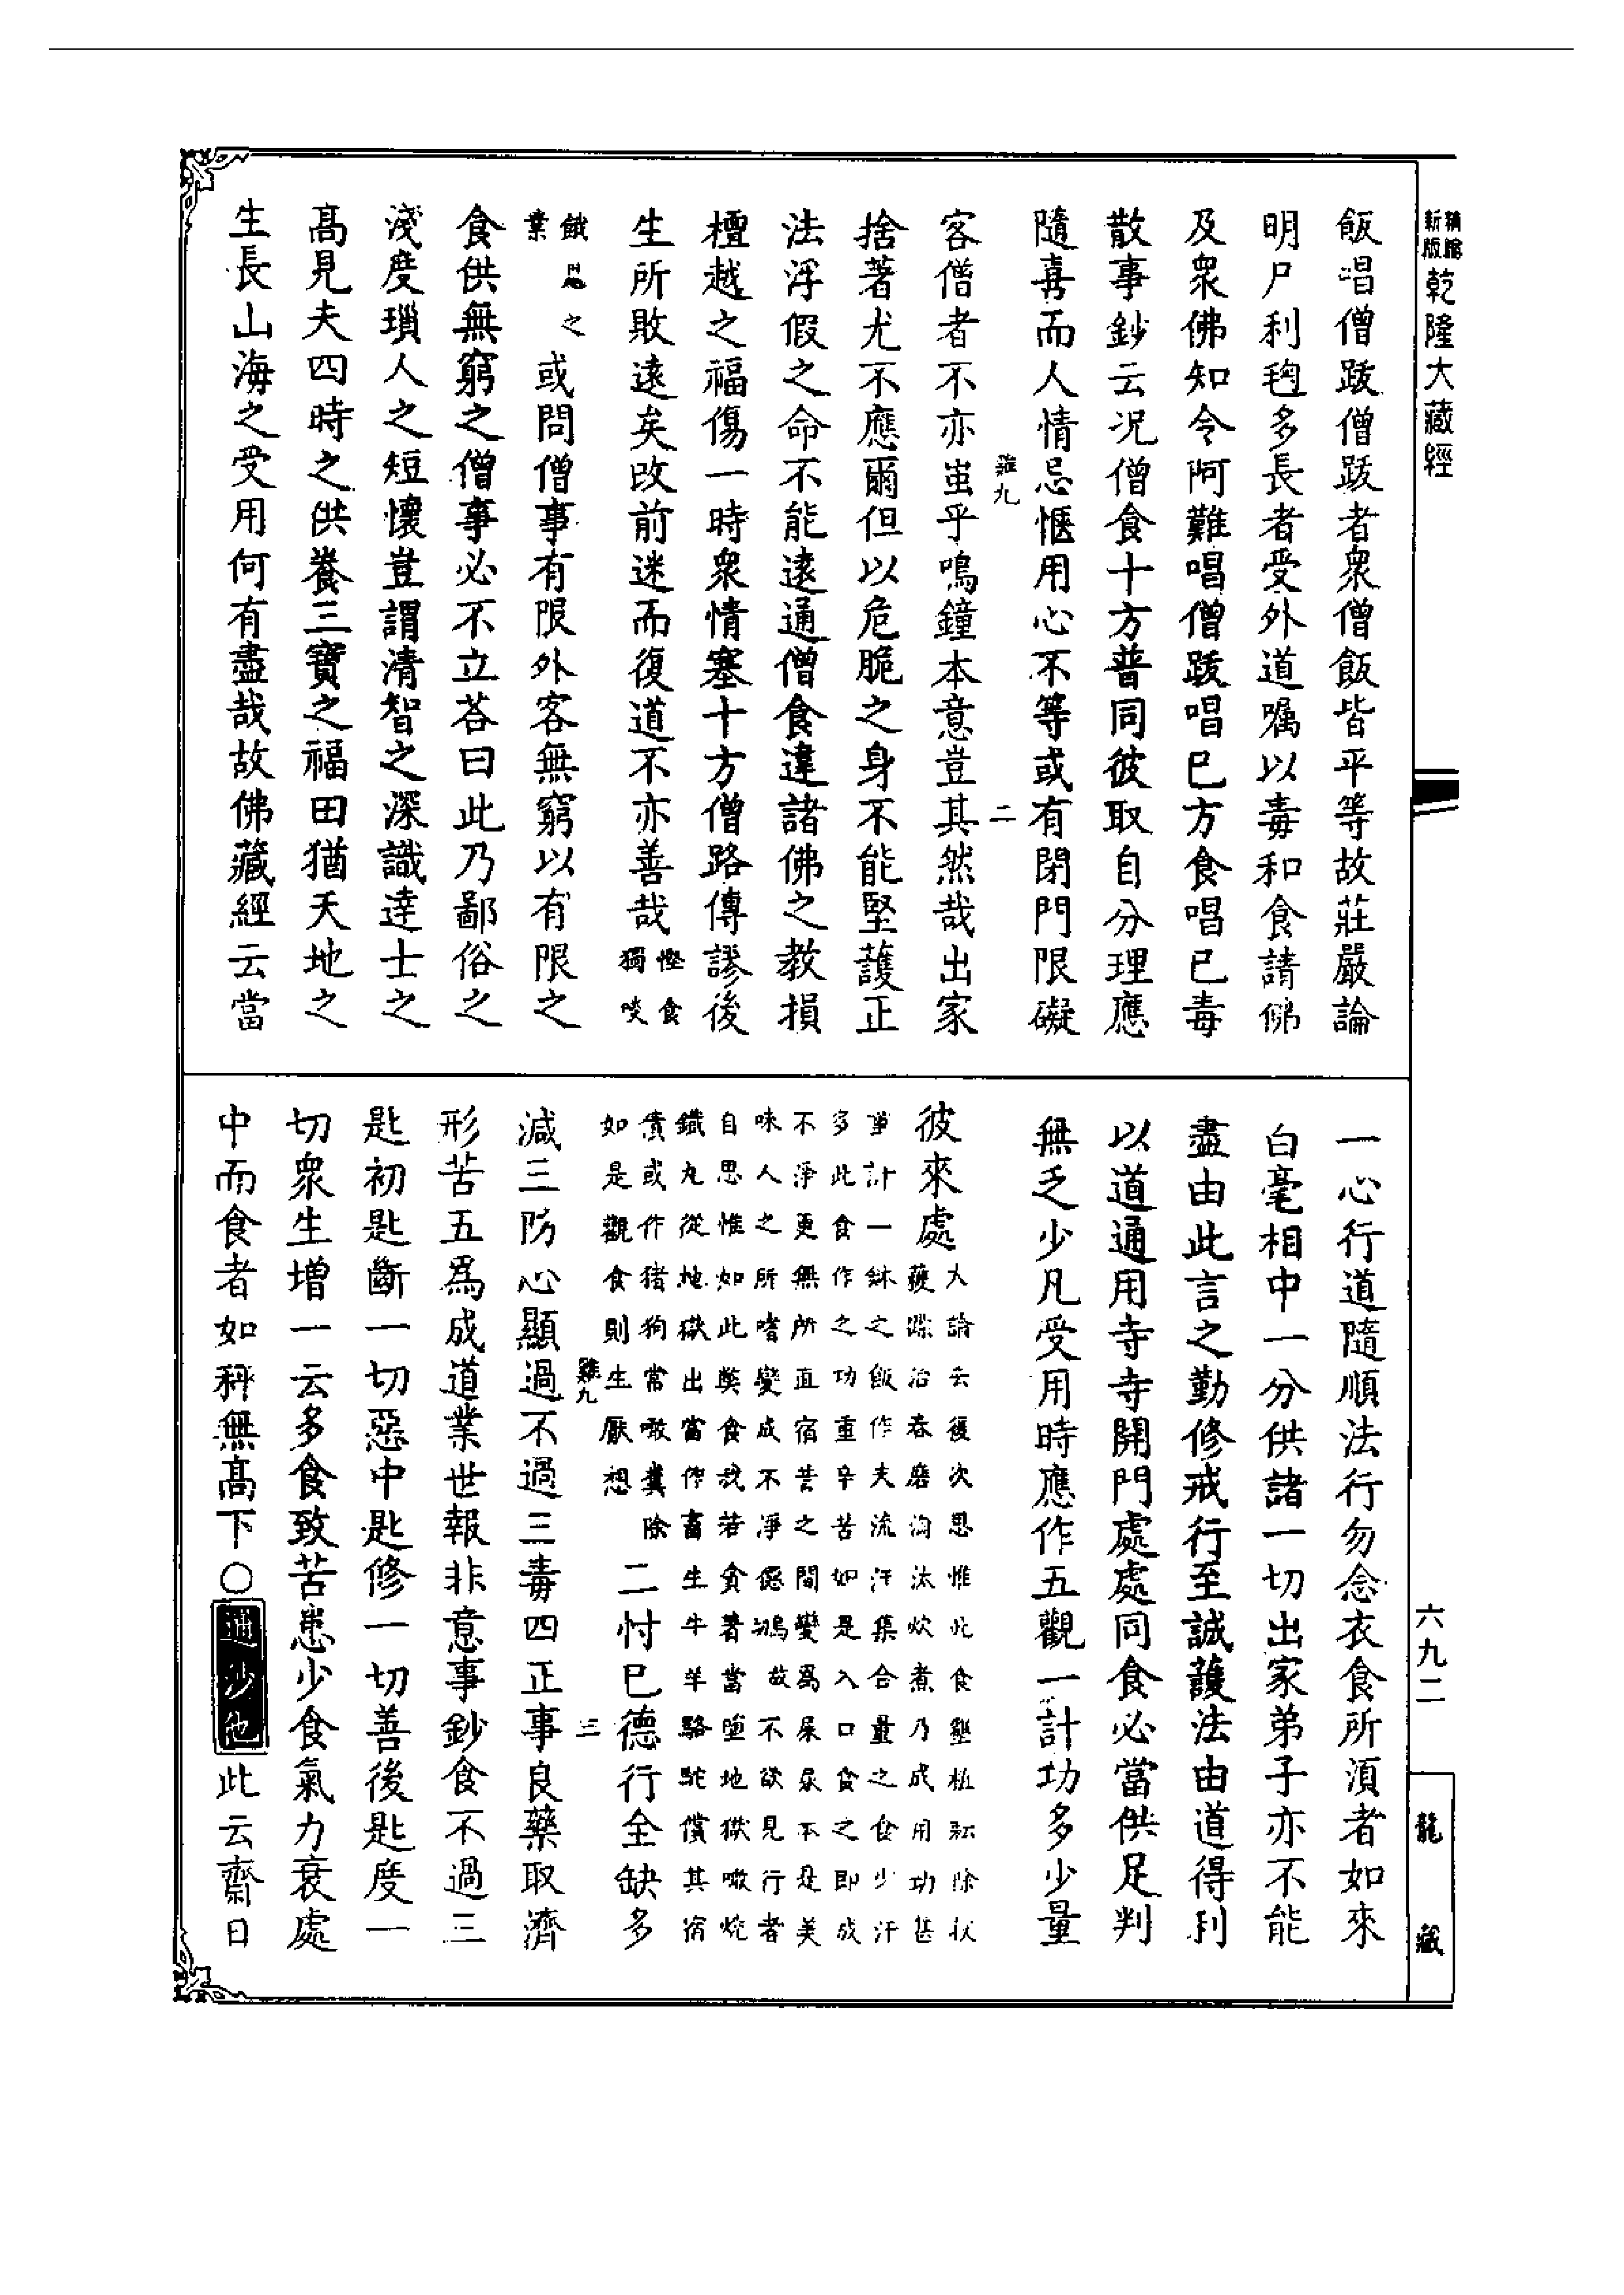 新版
精縮
乾隆大藏經
六九二
龍藏
飯唱僧跋僧跋者衆僧飯皆平等故莊嚴論
明尸利毱多長者受外道嘱以毒和食請佛
及衆佛知令阿難唱僧跋唱已方食唱已毒
散事鈔云况僧食十方普同彼取自分理應
隨喜而人情忌愜用心不等或有閉門限礙
雞九 二
客僧者不亦蚩乎鳴鐘本意豈其然哉出家
捨著尤不應爾但以危脆之身不能堅護正
法浮假之命不能遠通僧食違諸佛之教損
檀越之福傷一時衆情塞十方僧路傳謬後
生所敗遠矣改前迷而復道不亦善哉慳食
獨啖
餓思之
業或問僧事有限外客無窮以有限之
食供無窮之僧事必不立荅曰此乃鄙俗之
淺度瑣人之短懷豈謂清智之深識達士之
高見夫四時之供養三寶之福田猶天地之
生長山海之受用何有盡哉故佛藏經云當
一心行道隨順法行勿念衣食所湏者如來
白毫相中一分供諸一切出家弟子亦不能
盡由此言之勤修戒行至誠護法由道得利
以道通用寺寺開門處處同食必當供足判
無乏少凡受用時應作五觀一計功多少量
彼來處大論云復次思惟此食墾植耘除收
穫蹂治舂磨淘汰炊煮乃成用功甚
重計一鉢之飯作夫流汗集合量之食少汗
多此食作之功重辛苦如是入口食之即成
不淨更無所直宿昔之間變為屎尿本是美
味人之所嗜變成不淨惡鴻故不欲見行者
自思惟如此獘食我若貪著當堕地獄噉燒
鐵丸從地獄出當作畜生牛羊駱駝償其宿
債或作猪狗常噉糞除
如是觀食則生厭想二忖已德行全缺多
雞九 三
減三防心顯過不過三毒四正事良藥取濟
形苦五為成道業世報非意事鈔食不過三
匙初匙斷一切惡中匙修一切善後匙度一
切衆生增一云多食致苦患少食氣力衰處
中而食者如秤無高下○通沙他此云齋日